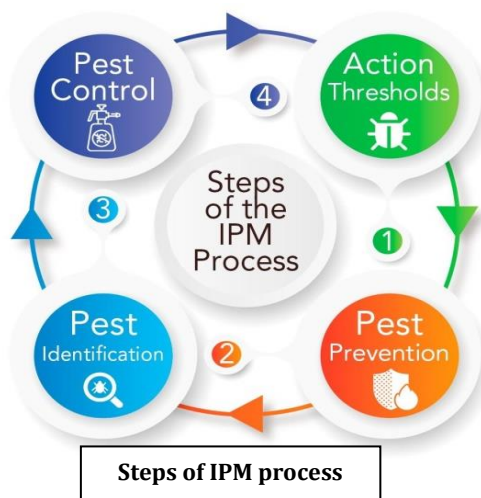 Pest
Control
4
Action
Thresholds
3
Steps
of the
IPM
Process
1
Pest
Identification
2
Pest
Prevention
Steps of IPM process